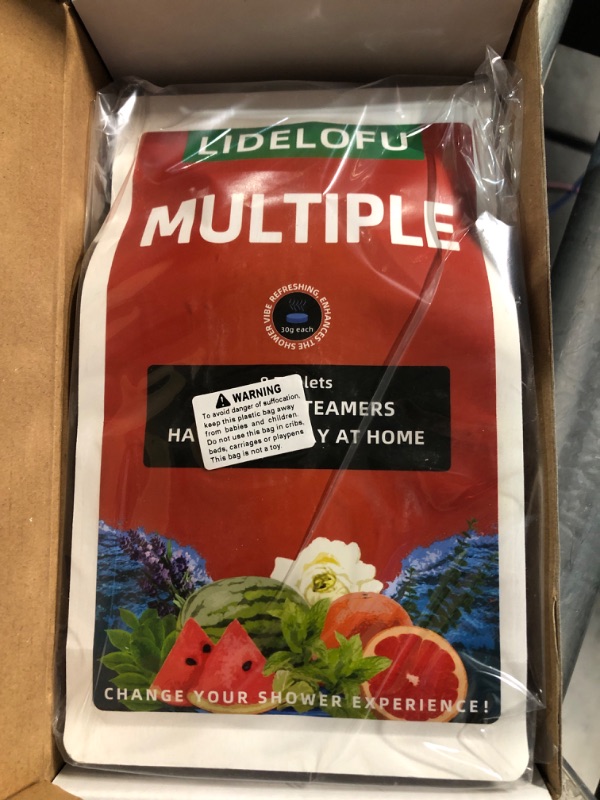 LIDELOFU
MULTIPLE
REFRESHING, ENHANCES THE SHOWER VIBE
30g each
lets
TEAMERS
HA
Y AT HOME
WARNING
To avoid danger of suffocation,
keep this plastic bag away
from babies and children.
Do not use this bag in cribs,
beds, carriages or playpens
This bag is not a toy
CHANGE YOUR SHOWER EXPERIENCE!